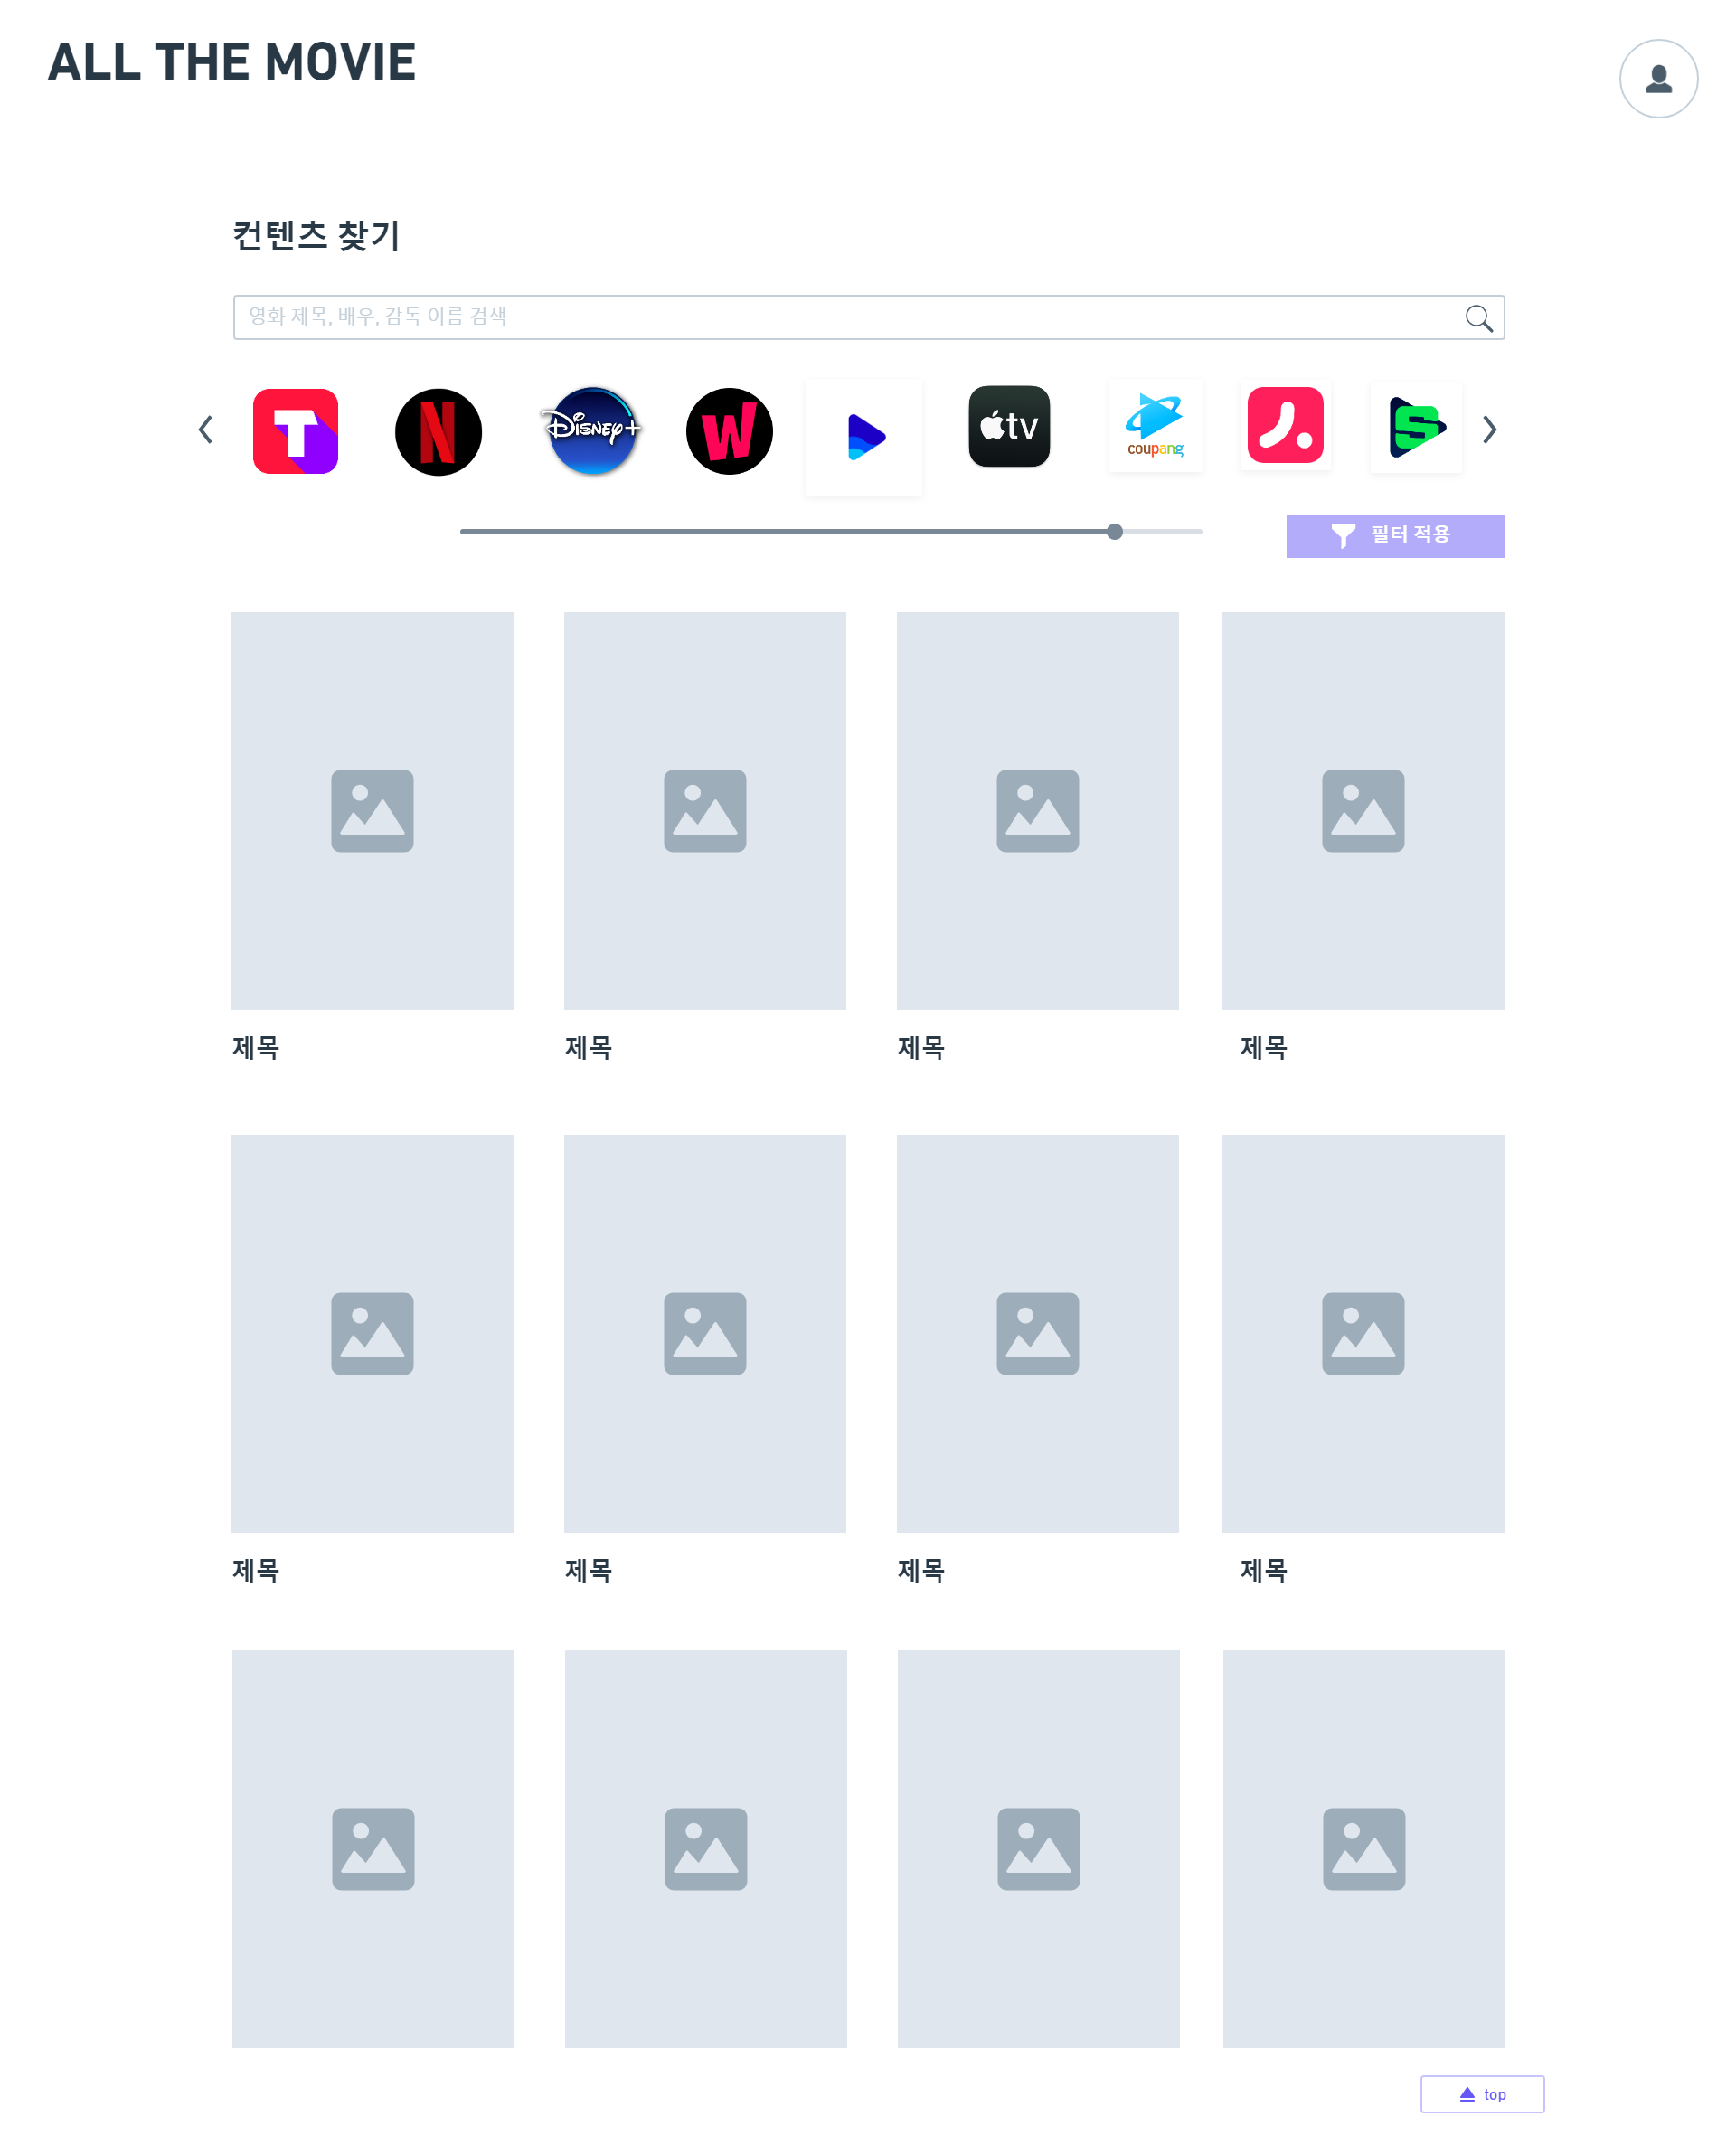 ALL THE MOVIE
컨텐츠 찾기
영화 제목, 배우, 감독 이름 검색
T
N
Disney+
W
tv
coupang
S
필터 적용
제목 제목 제목 제목
제목 제목 제목 제목
top